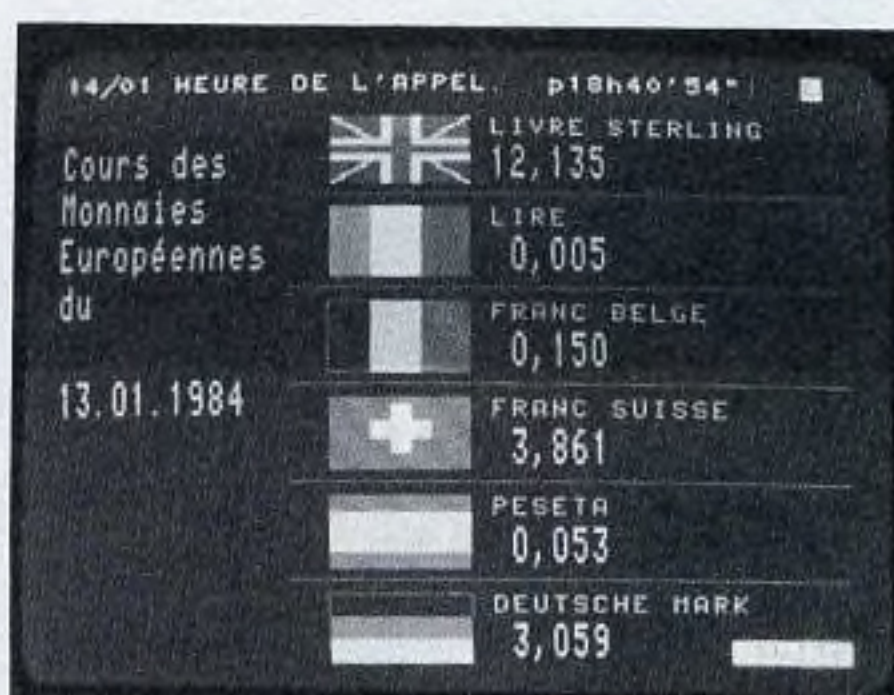 14/01 HEURE DE L'APPEL. p18h40'54"
Cours des
Monnaies
Européennes
du
13.01.1984
LIVRE STERLING
12,135
LIRE
0,005
FRANC BELGE
0,150
FRANC SUISSE
3,861
PESETA
0,053
DEUTSCHE MARK
3,059